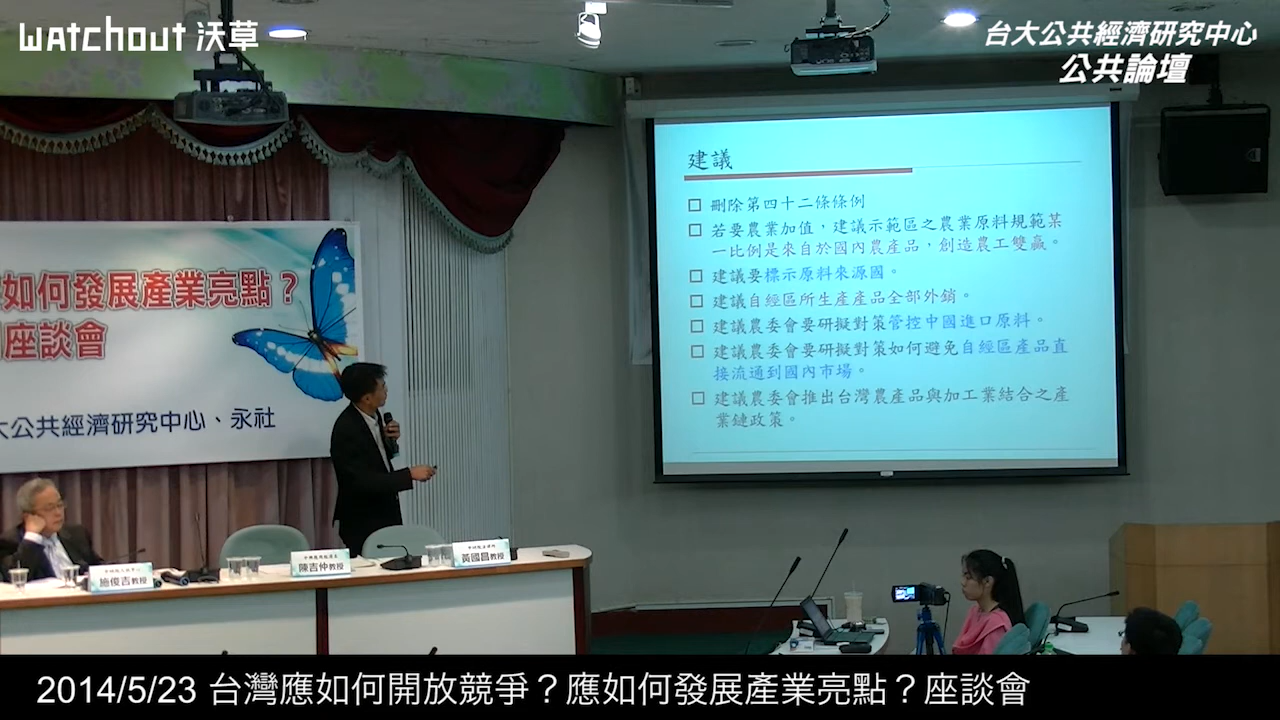 WATCHOUT 沃草
台大公共經濟研究中心
公共論壇
如何發展產業亮點？
座談會
大公共經濟研究中心、永社
建議
刪除第四十二條條例
若要農業加值，建議示範區之農業原料規範某
一比例是來自於國內農產品，創造農工雙贏。
建議要標示原料來源國。
建議自經區所生產產品全部外銷。
建議農委會要研擬對策管控中國進口原料。
建議農委會要研擬對策如何避免自經區產品直
接流通到國內市場。
建議農委會推出台灣農產品與加工業結合之產
業鏈政策。
施俊吉教授
陳吉仲教授
黃國昌教授
2014/5/23 台灣應如何開放競爭？應如何發展產業亮點？座談會